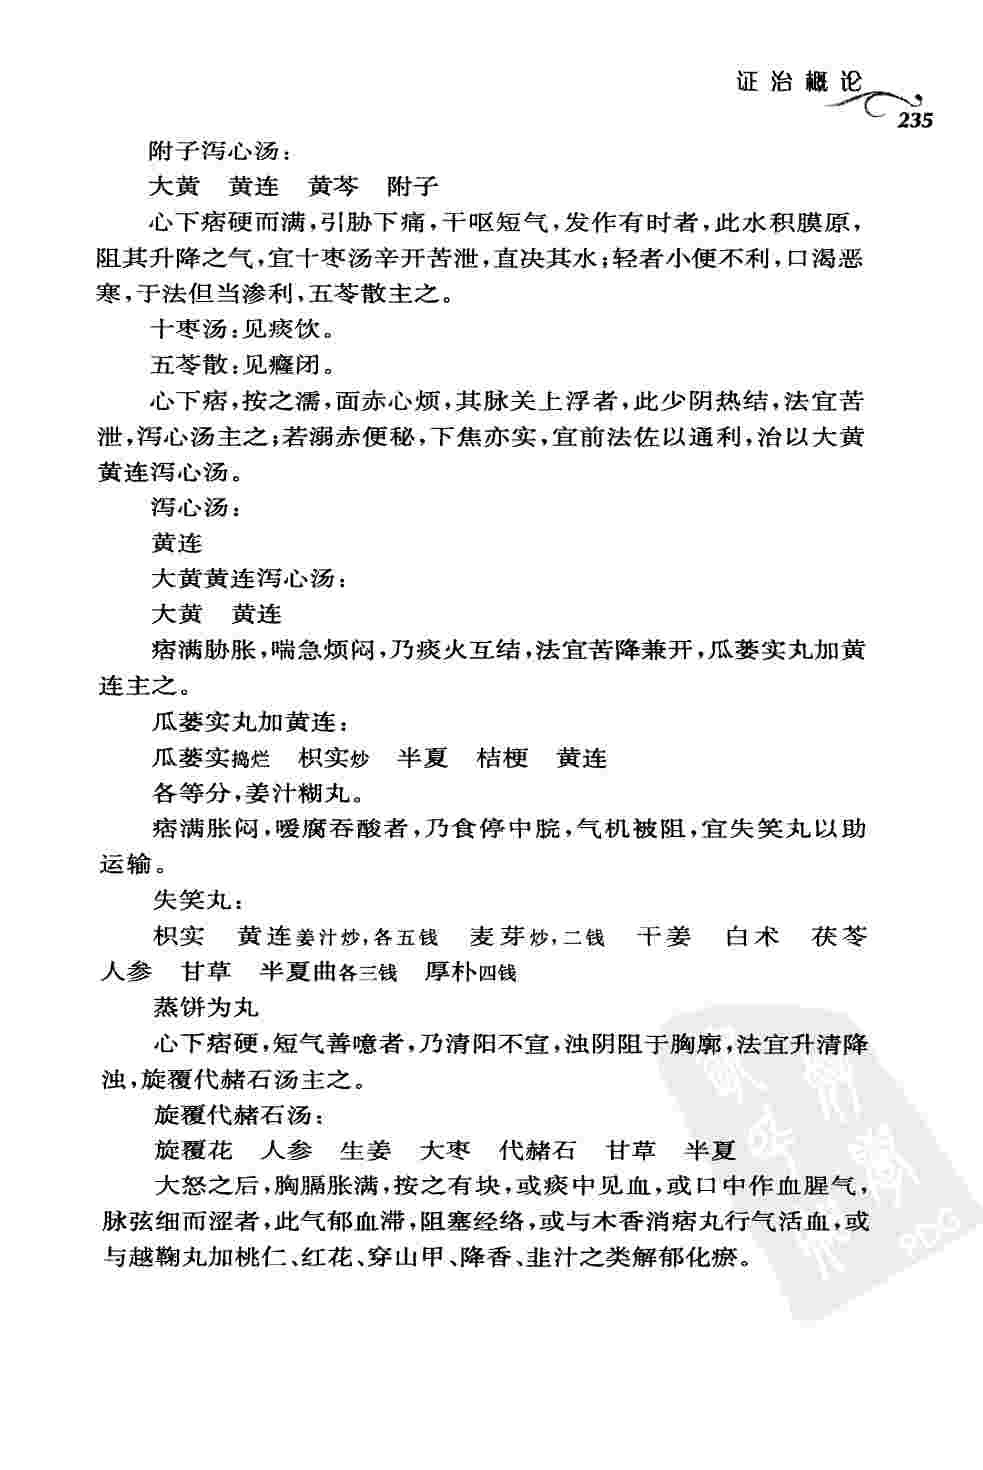 证治概论
235
附子泻心汤：
大黄　黄连　黄芩　附子
心下痞硬而满，引胁下痛，干呕短气，发作有时者，此水积膜原，
阻其升降之气，宜十枣汤辛开苦泄，直决其水；轻者小便不利，口渴恶
寒，于法但当渗利，五苓散主之。
十枣汤：见痰饮。
五苓散：见癃闭。
心下痞，按之濡，面赤心烦，其脉关上浮者，此少阴热结，法宜苦
泄，泻心汤主之；若溺赤便秘，下焦亦实，宜前法佐以通利，治以大黄
黄连泻心汤。
泻心汤：
黄连
大黄黄连泻心汤：
大黄　黄连
痞满胁胀，喘急烦闷，乃痰火互结，法宜苦降兼开，瓜蒌实丸加黄
连主之。
瓜蒌实丸加黄连：
瓜蒌实捣烂　枳实炒　半夏　桔梗　黄连
各等分，姜汁糊丸。
痞满胀闷，嗳腐吞酸者，乃食停中脘，气机被阻，宜失笑丸以助
运输。
失笑丸：
枳实　黄连姜汁炒，各五钱　麦芽炒，二钱　干姜　白术　茯苓
人参　甘草　半夏曲各三钱　厚朴四钱
蒸饼为丸
心下痞硬，短气善噫者，乃清阳不宣，浊阴阻于胸廓，法宜升清降
浊，旋覆代赭石汤主之。
旋覆代赭石汤：
旋覆花　人参　生姜　大枣　代赭石　甘草　半夏
大怒之后，胸膈胀满，按之有块，或痰中见血，或口中作血腥气，
脉弦细而涩者，此气郁血滞，阻塞经络，或与木香消痞丸行气活血，或
与越鞠丸加桃仁、红花、穿山甲、降香、韭汁之类解郁化瘀。
PDG